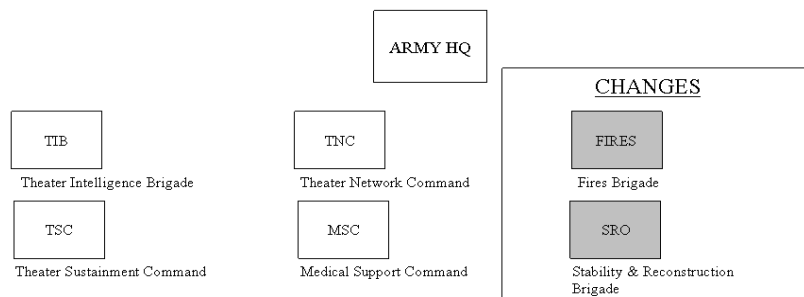 ARMY HQ
CHANGES
TIB
TNC
FIRES
Theater Intelligence Brigade
Theater Network Command
Fires Brigade
TSC
MSC
SRO
Theater Sustainment Command
Medical Support Command
Stability & Reconstruction
Brigade